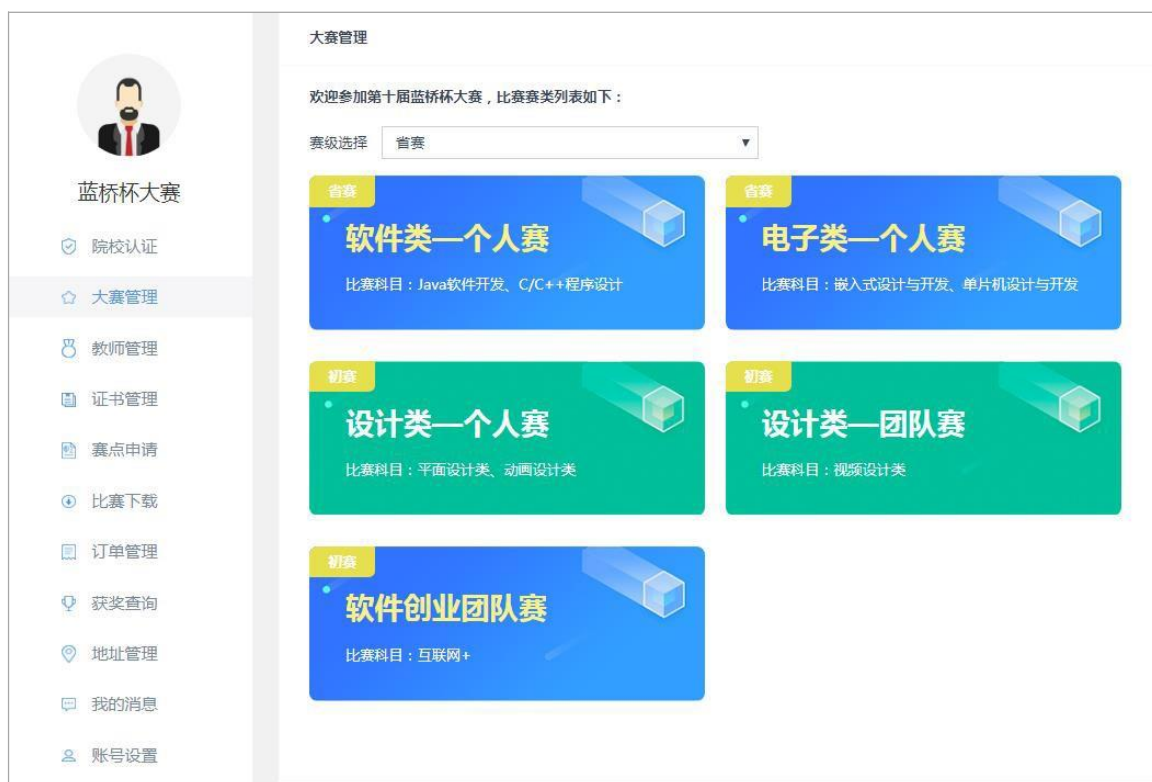 蓝桥杯大赛
院校认证
大赛管理
教师管理
证书管理
赛点申请
比赛下载
订单管理
获奖查询
地址管理
我的消息
账号设置
大赛管理
欢迎参加第十届蓝桥杯大赛，比赛赛类列表如下：
赛级选择 省赛
省赛
软件类—个人赛
比赛科目：Java软件开发、C/C++程序设计
省赛
电子类—个人赛
比赛科目：嵌入式设计与开发、单片机设计与开发
初赛
设计类—个人赛
比赛科目：平面设计类、动画设计类
初赛
设计类—团队赛
比赛科目：视频设计类
初赛
软件创业团队赛
比赛科目：互联网+